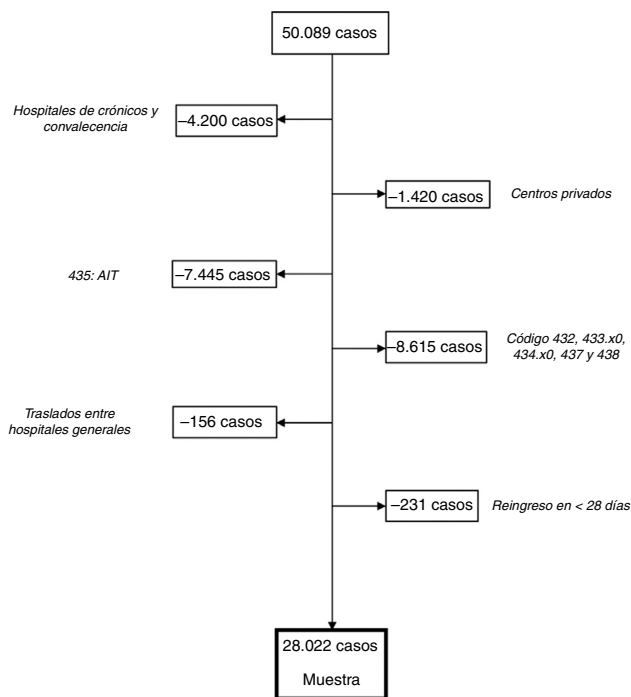 50.089 casos
Hospitales de crónicos y
convalecencia
–4.200 casos
–1.420 casos
Centros privados
435: AIT
–7.445 casos
–8.615 casos
Código 432, 433.x0,
434.x0, 437 y 438
Traslados entre
hospitales generales
–156 casos
–231 casos
Reingreso en < 28 días
28.022 casos
Muestra